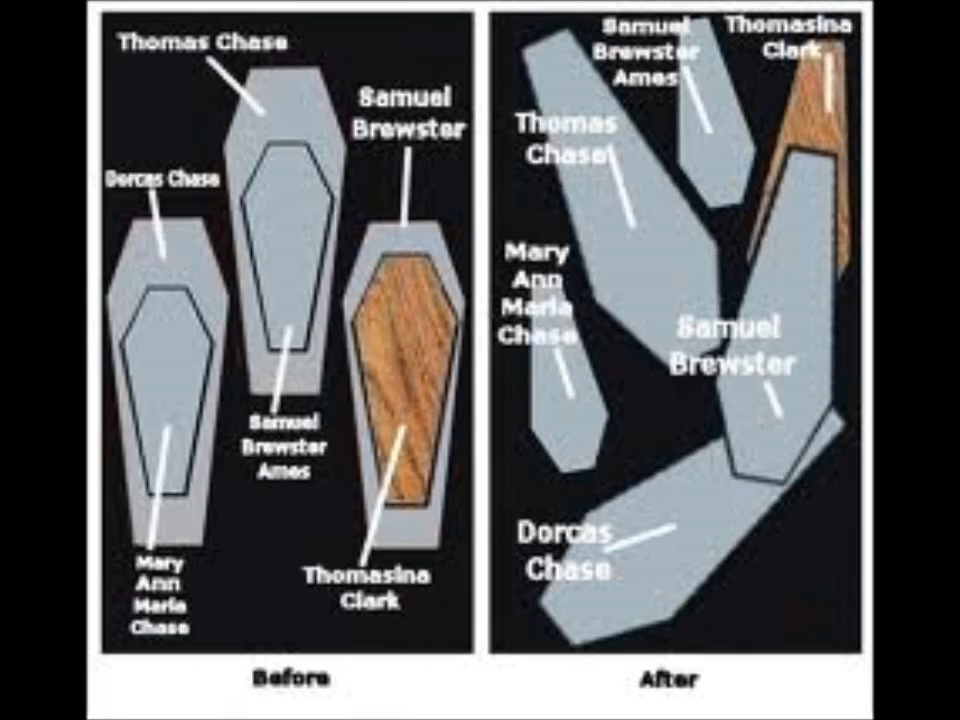 Thomas Chase
Samuel
Brewster
Dorcas Chase
Samuel
Brewster
Ames
Mary
Ann
Maria
Chase
Thomasina
Clark
Before
Samuel
Brewster
Ames
Thomasina
Clark
Thomas
Chase
Mary
Ann
Maria
Chase
Samuel
Brewster
Dorcas
Chase
After